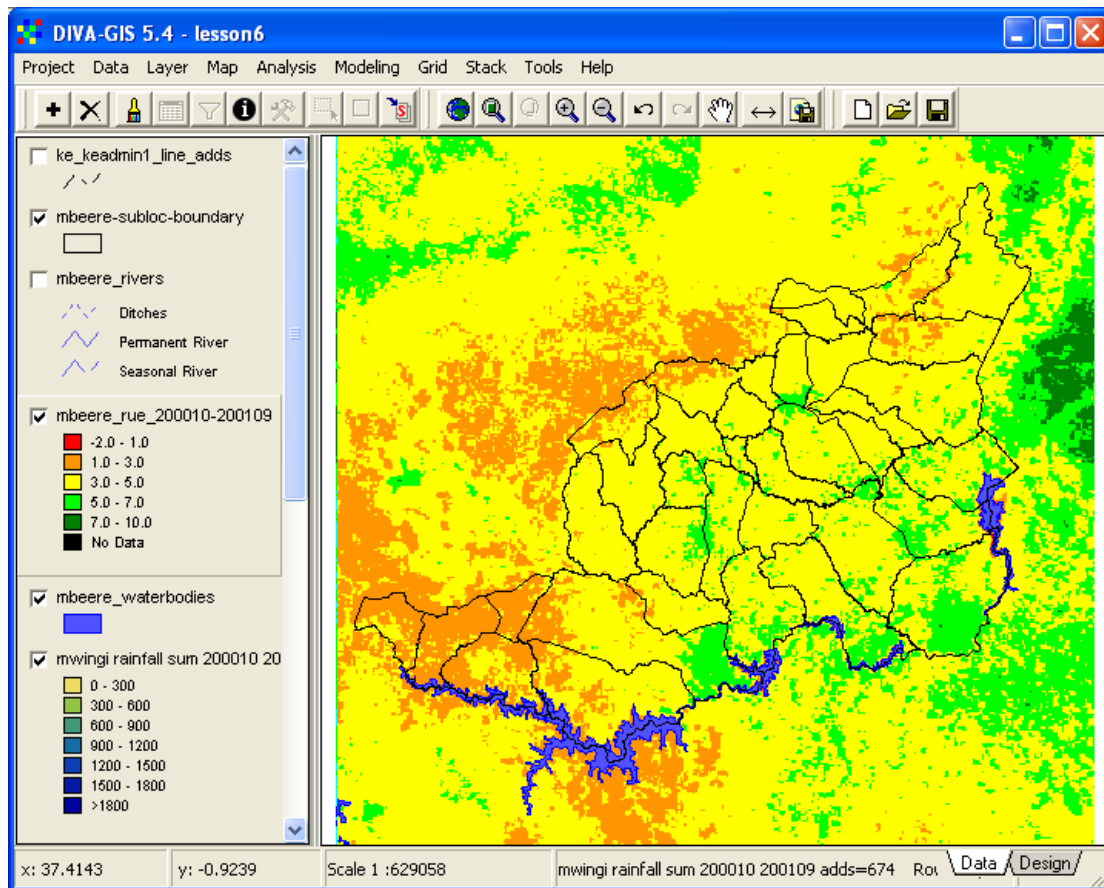 DIVA-GIS 5.4 - lesson6
Project Data Layer Map Analysis Modeling Grid Stack Tools Help
ke_keadmin1_line_adds
mbeere-subloc-boundary
mbeere_rivers
Ditches
Permanent River
Seasonal River
mbeere_rue_200010-200109
-2.0 - 1.0
1.0 - 3.0
3.0 - 5.0
5.0 - 7.0
7.0 - 10.0
No Data
mbeere_waterbodies
mwingi rainfall sum 200010 20
0 - 300
300 - 600
600 - 900
900 - 1200
1200 - 1500
1500 - 1800
>1800
x: 37.4143 y: -0.9239 Scale 1 :629058 mwingi rainfall sum 200010 200109 adds=674 Data Design